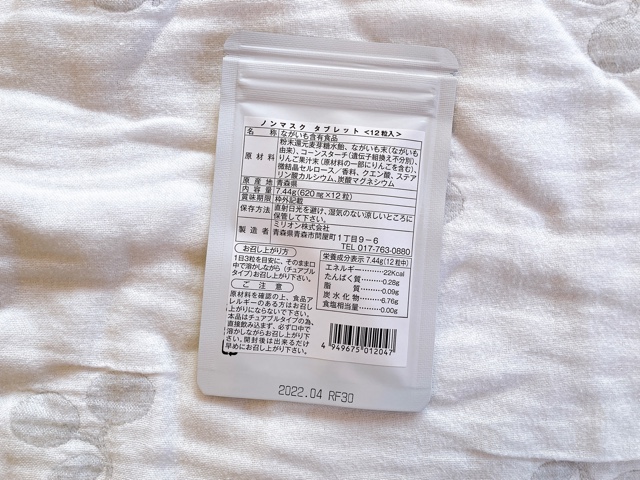 ノンマスク タブレット <12粒入>
名 称 ながいも含有食品
原 材 料 粉末還元麦芽糖水飴、ながいも末(ながいも
由来)、コーンスターチ(遺伝子組換え不分別)、
りんご果汁末(原材料の一部にりんごを含む)、
微結晶セルロース/香料、クエン酸、ステア
リン酸カルシウム、炭酸マグネシウム
原 産 地 青森県
内 容 量 7.44g(620mg×12粒)
賞味期限 枠外記載
保存方法 直射日光を避け、湿気のない涼しいところに
保管して下さい。
製 造 者 ミリオン株式会社
青森県青森市問屋町1丁目9-6
TEL 017-763-0880
お召し上がり方
1日3粒を目安に、そのまま口
中で溶かしながら(チュアブル
タイプ)お召し上がり下さい。
ご 注 意
原材料を確認の上、食品ア
レルギーのある方はお召し
上がりにならないで下さい。
本品はチュアブルタイプの為、
直接飲み込まず、必ず口中で
溶かしながらお召し上がり下
さい。開封後は出来るだけ
早めにお召し上がり下さい。
栄養成分表示 7.44g(12粒中)
エネルギー………22Kcal
たんぱく質………0.28g
脂 質………0.09g
炭水化物………6.76g
食塩相当量………0.00g
4 949675 012047
2022.04 RF30